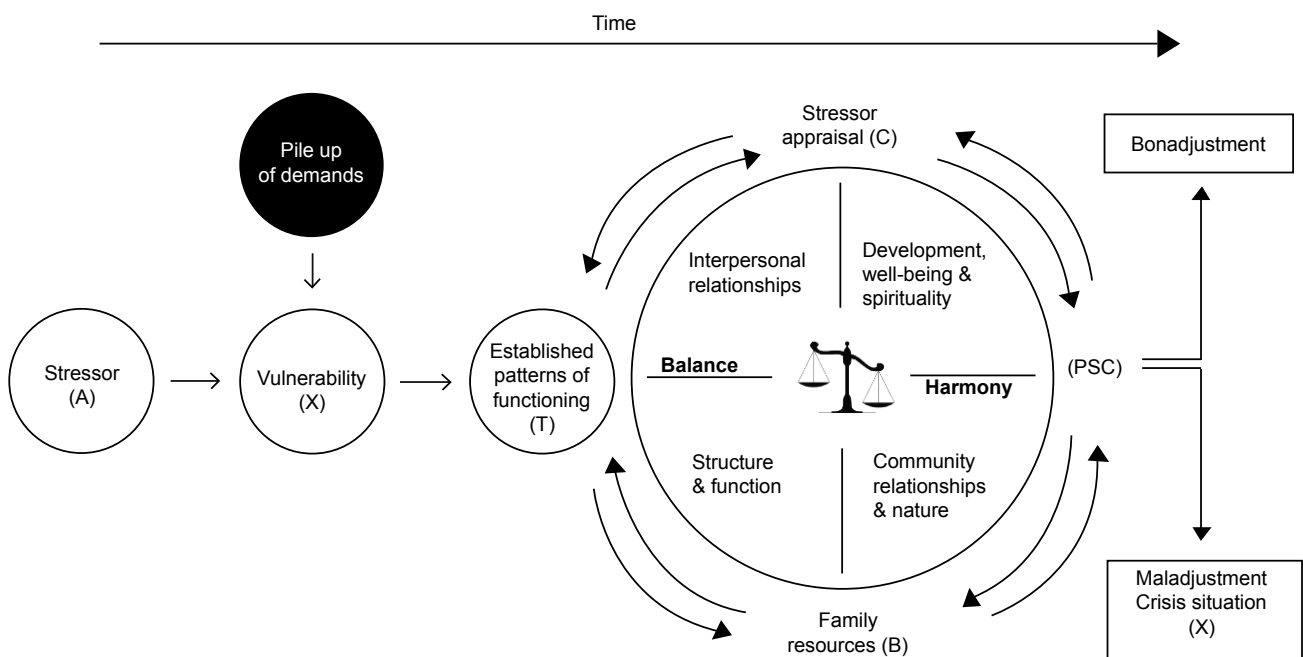 Time
Pile up
of demands
Stressor
appraisal (C)
Bonadjustment
Interpersonal
relationships
Development,
well-being &
spirituality
Stressor
(A)
Vulnerability
(X)
Established
patterns of
functioning
(T)
Balance
Harmony
(PSC)
Structure
& function
Community
relationships
& nature
Family
resources (B)
Maladjustment
Crisis situation
(X)